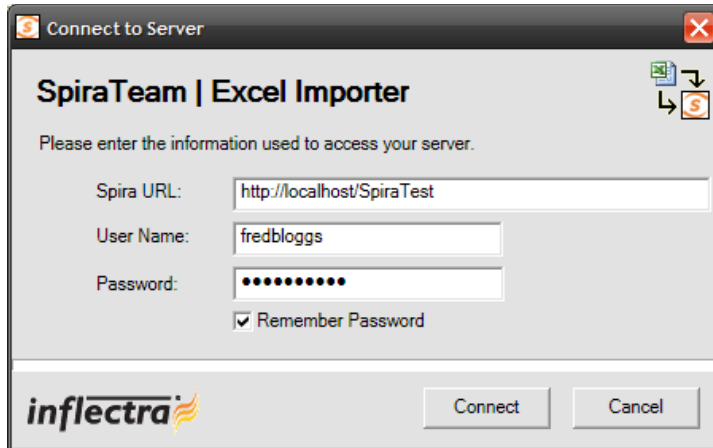 Connect to Server
SpiraTeam | Excel Importer
Please enter the information used to access your server.
Spira URL: http://localhost/SpiraTest
User Name: fredbloggs
Password: ••••••••••
Remember Password
inflectra Connect Cancel